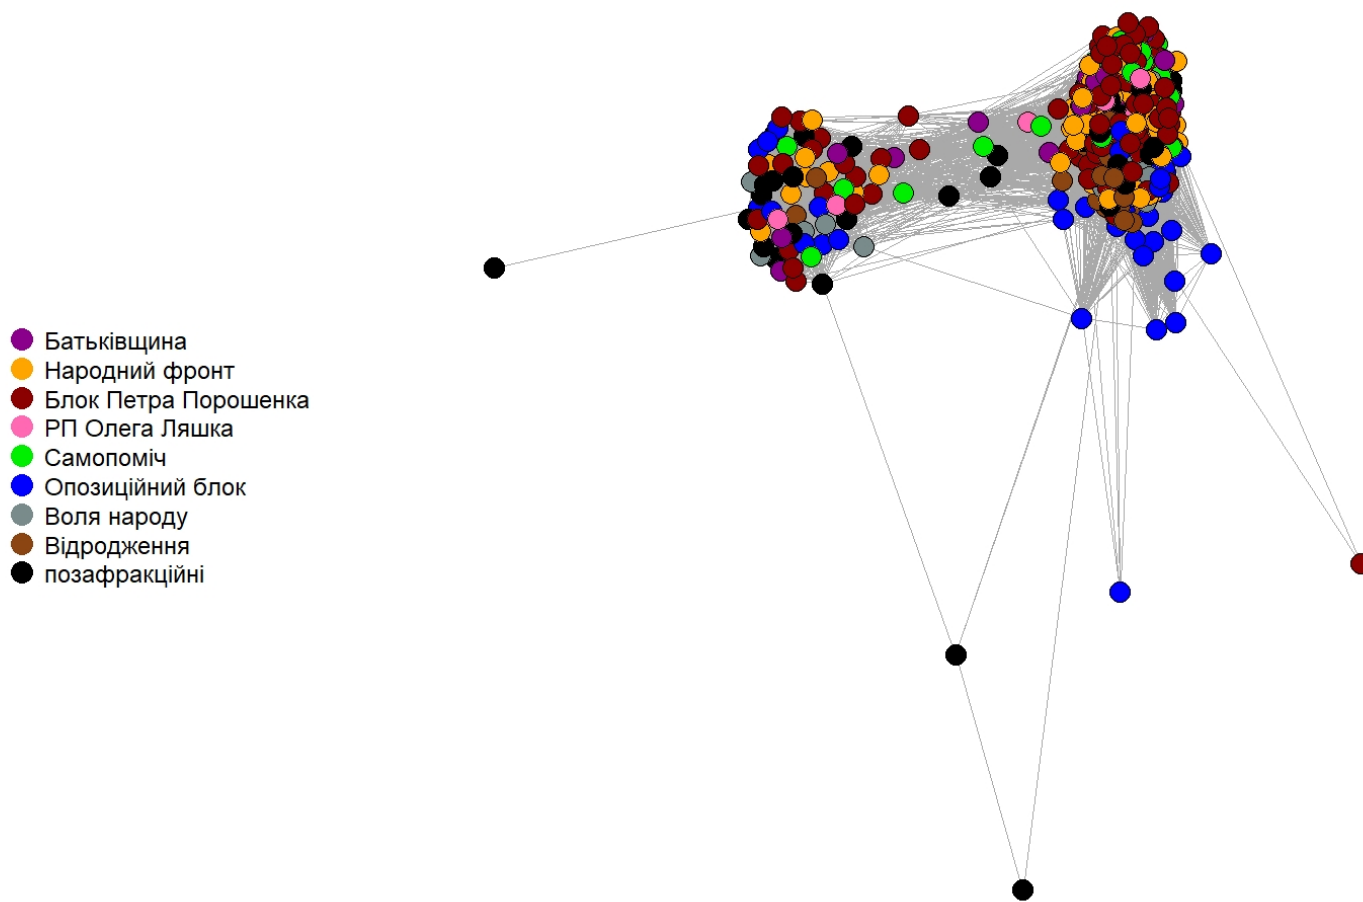 Батьківщина
Народний фронт
Блок Петра Порошенка
РП Олега Ляшка
Самопоміч
Опозиційний блок
Воля народу
Відродження
позафракційні